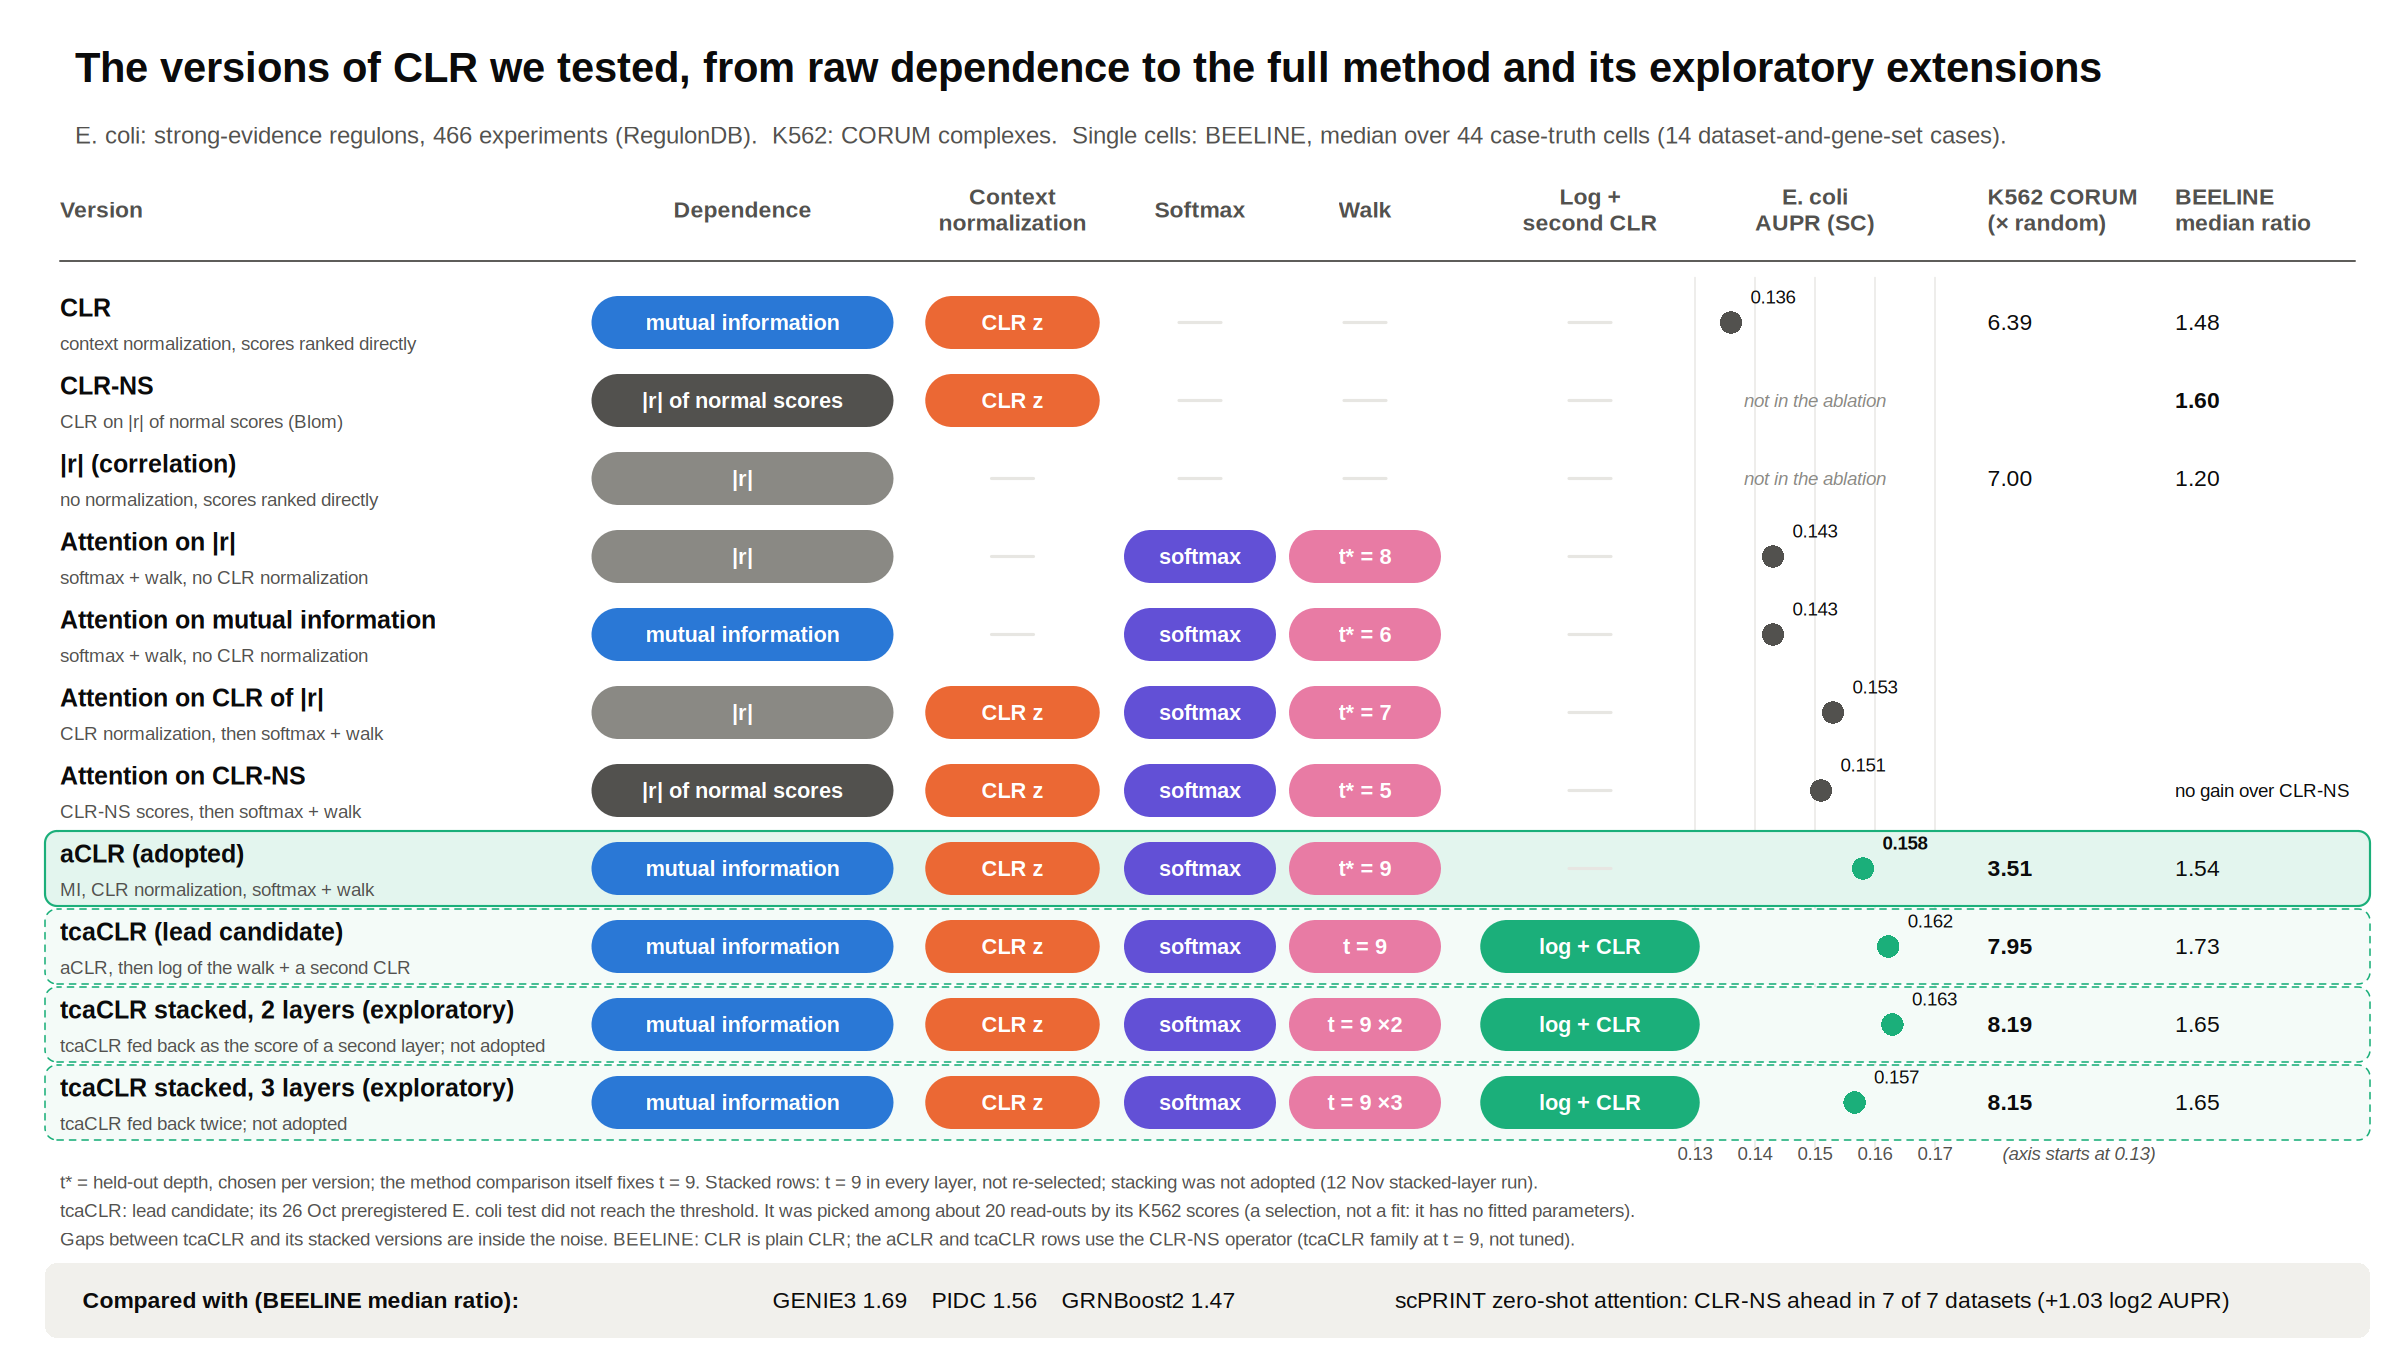 The versions of CLR we tested, from raw dependence to the full method and its exploratory extensions
E. coli: strong-evidence regulons, 466 experiments (RegulonDB). K562: CORUM complexes. Single cells: BEELINE, median over 44 case-truth cells (14 dataset-and-gene-set cases).
Version
Dependence
Context
normalization
Softmax
Walk
Log +
second CLR
E. coli
AUPR (SC)
K562 CORUM
(× random)
BEELINE
median ratio
CLR
context normalization, scores ranked directly
mutual information
CLR z
0.136
6.39
1.48
CLR-NS
CLR on |r| of normal scores (Blom)
|r| of normal scores
CLR z
not in the ablation
1.60
|r| (correlation)
no normalization, scores ranked directly
|r|
not in the ablation
7.00
1.20
Attention on |r|
softmax + walk, no CLR normalization
|r|
softmax
t* = 8
0.143
Attention on mutual information
softmax + walk, no CLR normalization
mutual information
softmax
t* = 6
0.143
Attention on CLR of |r|
CLR normalization, then softmax + walk
|r|
CLR z
softmax
t* = 7
0.153
Attention on CLR-NS
CLR-NS scores, then softmax + walk
|r| of normal scores
CLR z
softmax
t* = 5
0.151
no gain over CLR-NS
aCLR (adopted)
MI, CLR normalization, softmax + walk
mutual information
CLR z
softmax
t* = 9
0.158
3.51
1.54
tcaCLR (lead candidate)
aCLR, then log of the walk + a second CLR
mutual information
CLR z
softmax
t = 9
log + CLR
0.162
7.95
1.73
tcaCLR stacked, 2 layers (exploratory)
tcaCLR fed back as the score of a second layer; not adopted
mutual information
CLR z
softmax
t = 9 ×2
log + CLR
0.163
8.19
1.65
tcaCLR stacked, 3 layers (exploratory)
tcaCLR fed back twice; not adopted
mutual information
CLR z
softmax
t = 9 ×3
log + CLR
0.157
8.15
1.65
0.13 0.14 0.15 0.16 0.17 (axis starts at 0.13)
t* = held-out depth, chosen per version; the method comparison itself fixes t = 9. Stacked rows: t = 9 in every layer, not re-selected; stacking was not adopted (12 Nov stacked-layer run).
tcaCLR: lead candidate; its 26 Oct preregistered E. coli test did not reach the threshold. It was picked among about 20 read-outs by its K562 scores (a selection, not a fit: it has no fitted parameters).
Gaps between tcaCLR and its stacked versions are inside the noise. BEELINE: CLR is plain CLR; the aCLR and tcaCLR rows use the CLR-NS operator (tcaCLR family at t = 9, not tuned).
Compared with (BEELINE median ratio): GENIE3 1.69 PIDC 1.56 GRNBoost2 1.47 scPRINT zero-shot attention: CLR-NS ahead in 7 of 7 datasets (+1.03 log2 AUPR)